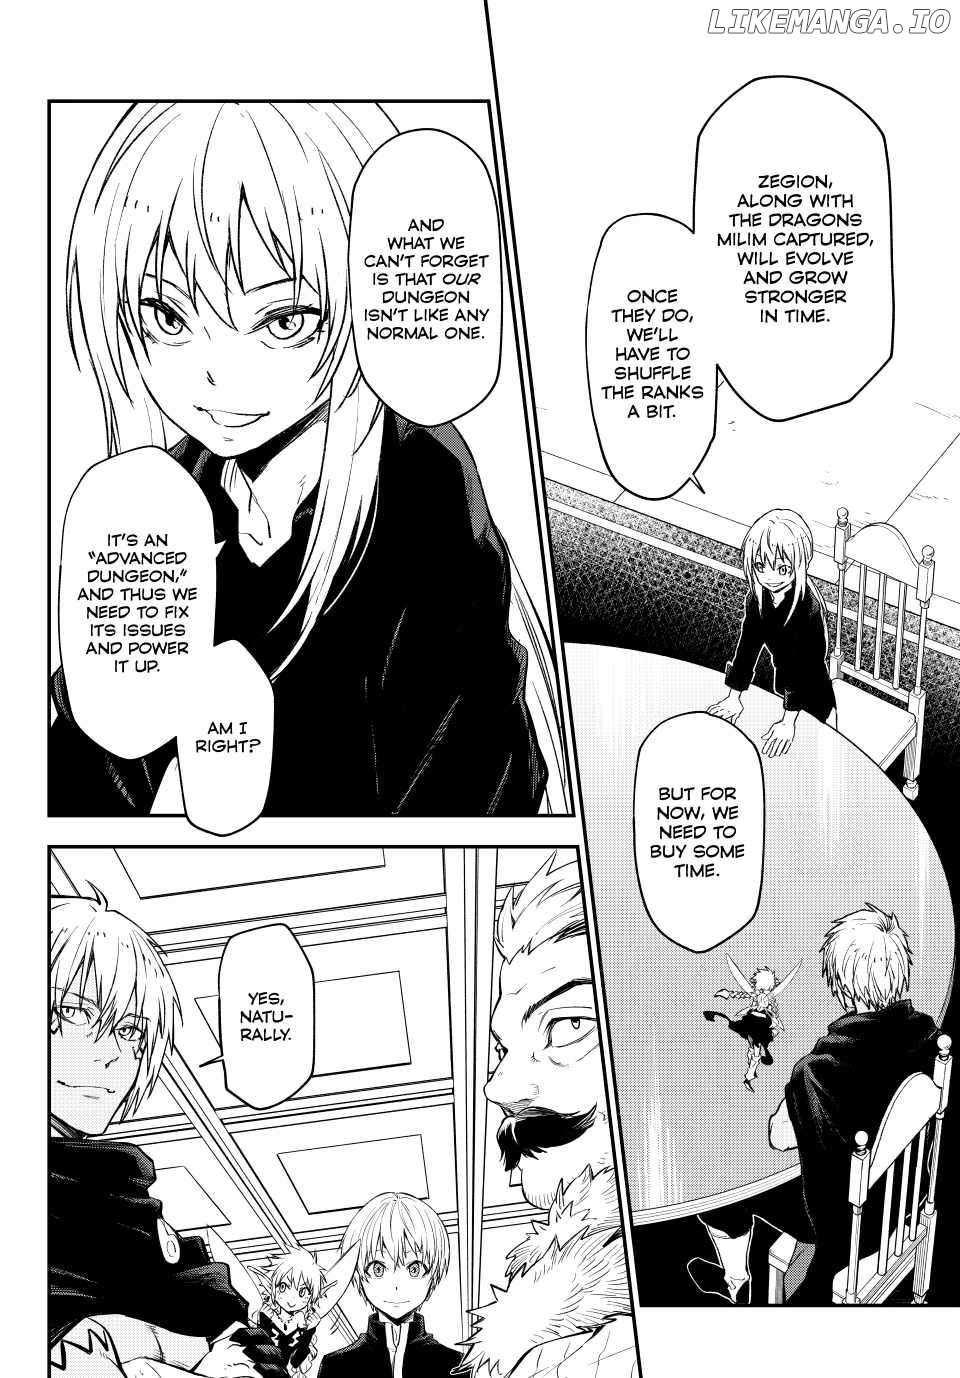 LIKEMANGA.IO
ZEGION,
ALONG WITH
THE DRAGONS
MILIM CAPTURED,
WILL EVOLVE
AND GROW
STRONGER
IN TIME.
ONCE
THEY DO,
WE'LL
HAVE TO
SHUFFLE
THE RANKS
A BIT.
BUT FOR
NOW, WE
NEED TO
BUY SOME
TIME.
AND
WHAT WE
CAN'T FORGET
IS THAT OUR
DUNGEON
ISN'T LIKE ANY
NORMAL ONE.
IT'S AN
"ADVANCED
DUNGEON,"
AND THUS WE
NEED TO FIX
ITS ISSUES
AND POWER
IT UP.
AM I
RIGHT?
YES,
NATU-
RALLY.